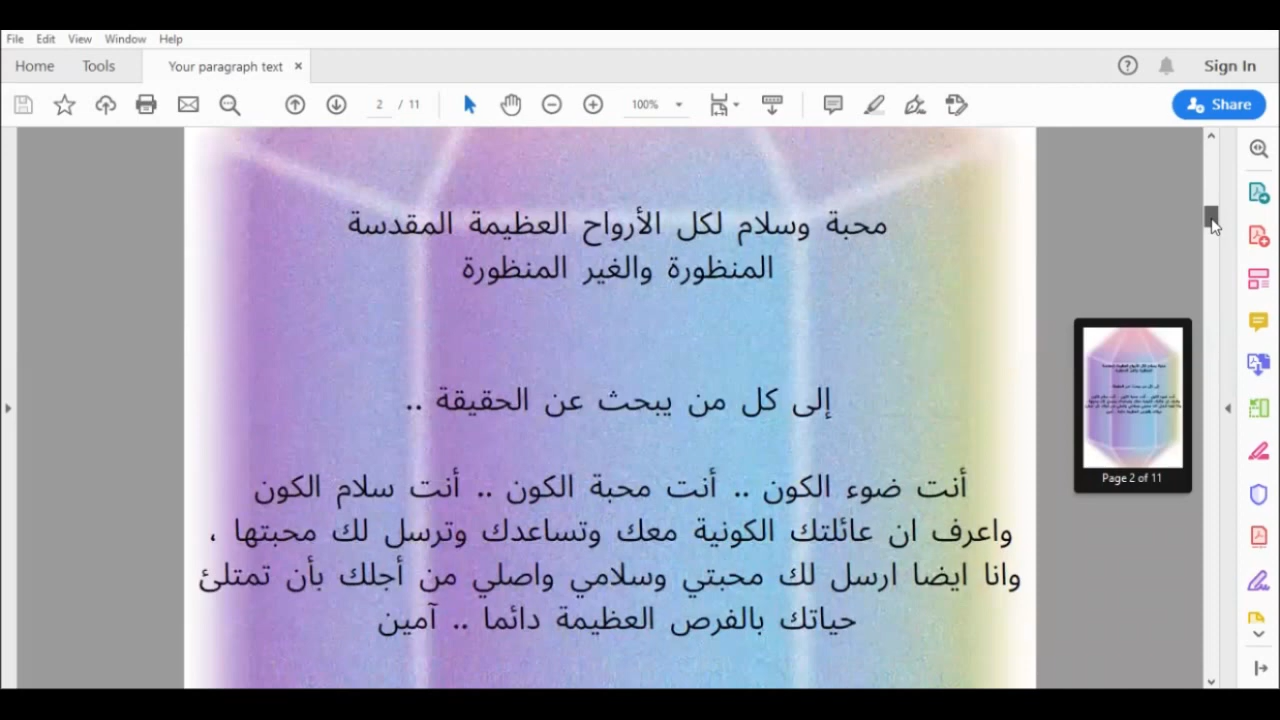 File Edit View Window Help
Home Tools Your paragraph text × Sign In
2 / 11 100% Share
محبة وسلام لكل الأرواح العظيمة المقدسة
المنظورة والغير المنظورة
إلى كل من يبحث عن الحقيقة ..
أنت ضوء الكون .. أنت محبة الكون .. أنت سلام الكون
واعرف ان عائلتك الكونية معك وتساعدك وترسل لك محبتها ،
وانا ايضا ارسل لك محبتي وسلامي واصلي من أجلك بأن تمتلئ
حياتك بالفرص العظيمة دائما .. آمين
Page 2 of 11